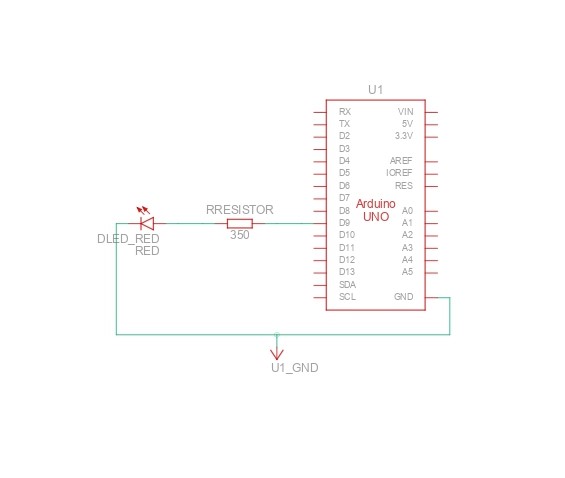 U1
RX VIN
TX 5V
D2 3.3V
D3
D4 AREF
D5 IOREF
D6 RES
D7
Arduino
UNO
D8 A0
D9 A1
D10 A2
D11 A3
D12 A4
D13 A5
SDA
SCL GND
RRESISTOR
350
DLED_RED
RED
U1_GND